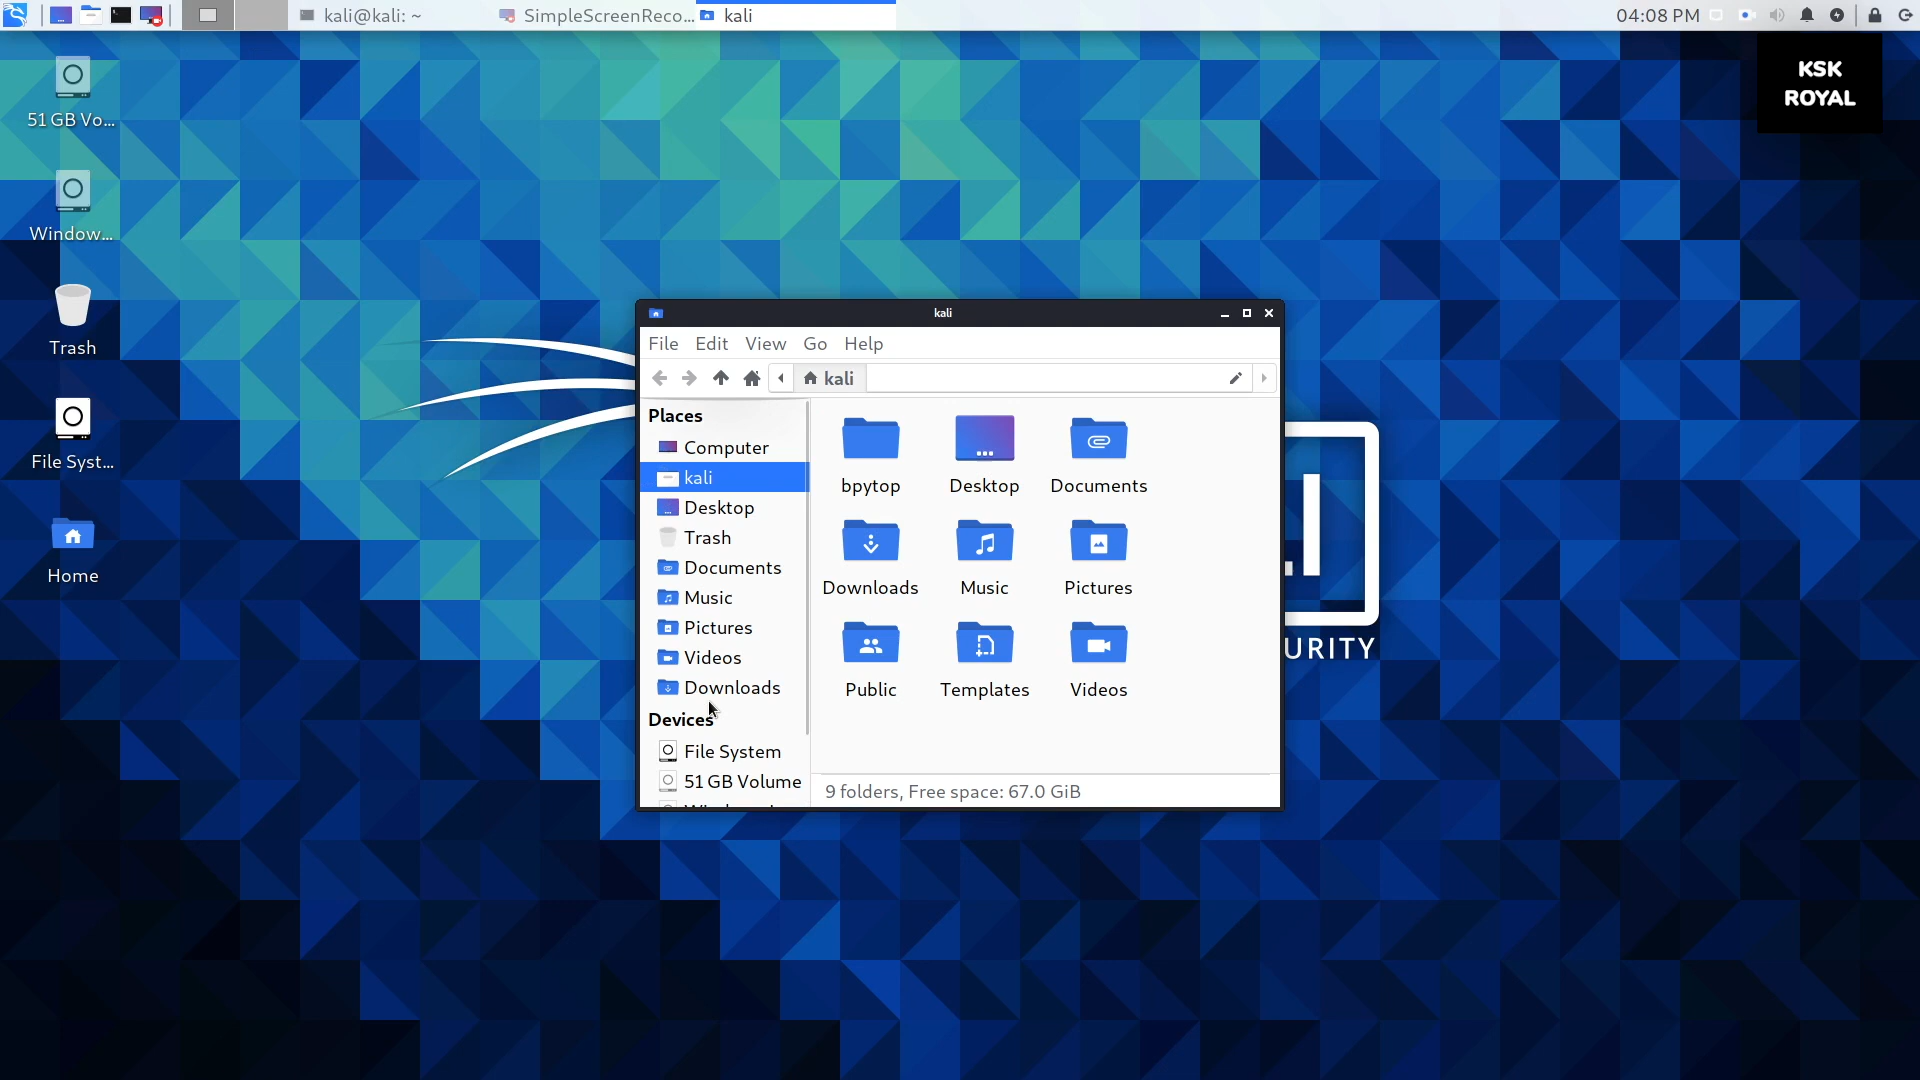 kali@kali: ~
SimpleScreenReco...
kali
04:08 PM
KSK
ROYAL
51 GB Vo...
Window...
Trash
File Syst...
Home
kali
File Edit View Go Help
kali
Places
Computer
kali
Desktop
Trash
Documents
Music
Pictures
Videos
Downloads
Devices
File System
51 GB Volume
bpytop
Desktop
Documents
Downloads
Music
Pictures
Public
Templates
Videos
9 folders, Free space: 67.0 GiB
URITY